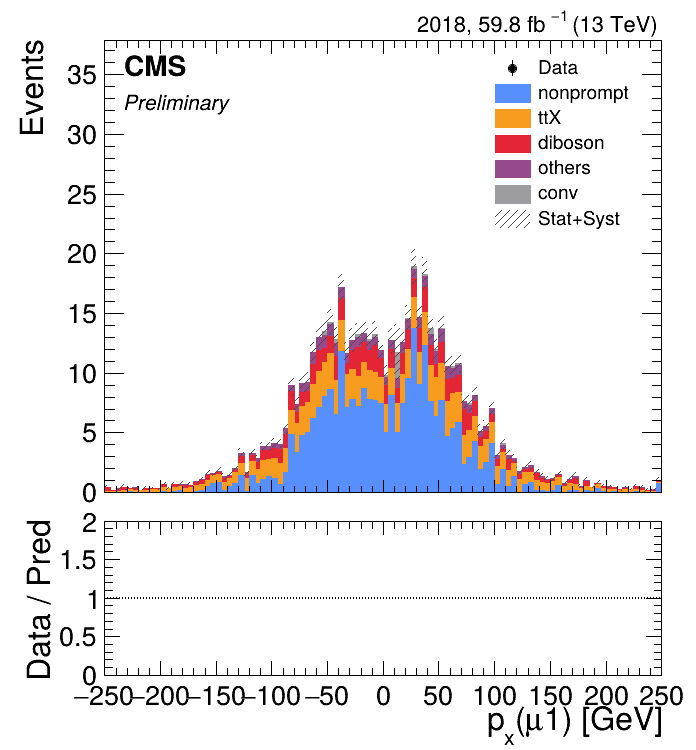 2018, 59.8 fb⁻¹ (13 TeV)
CMS
Preliminary
Data
nonprompt
ttX
diboson
others
conv
Stat+Syst
Events
35
30
25
20
15
10
5
0
Data / Pred
2
1.5
1
0.5
0
−250 −200 −150 −100 −50 0 50 100 150 200 250
pₓ(μ1) [GeV]